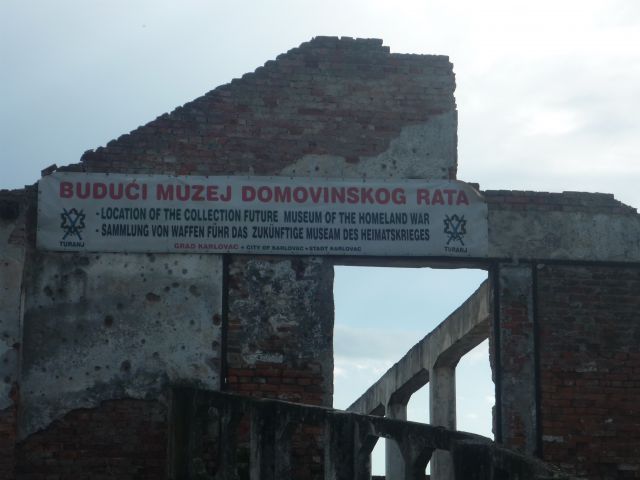 BUDUĆI MUZEJ DOMOVINSKOG RATA
- LOCATION OF THE COLLECTION FUTURE MUSEUM OF THE HOMELAND WAR
- SAMMLUNG VON WAFFEN FÜHR DAS ZUKÜNFTIGE MUSEAM DES HEIMATSKRIEGES
TURANJ
TURANJ
GRAD KARLOVAC • CITY OF KARLOVAC • STADT KARLOVAC